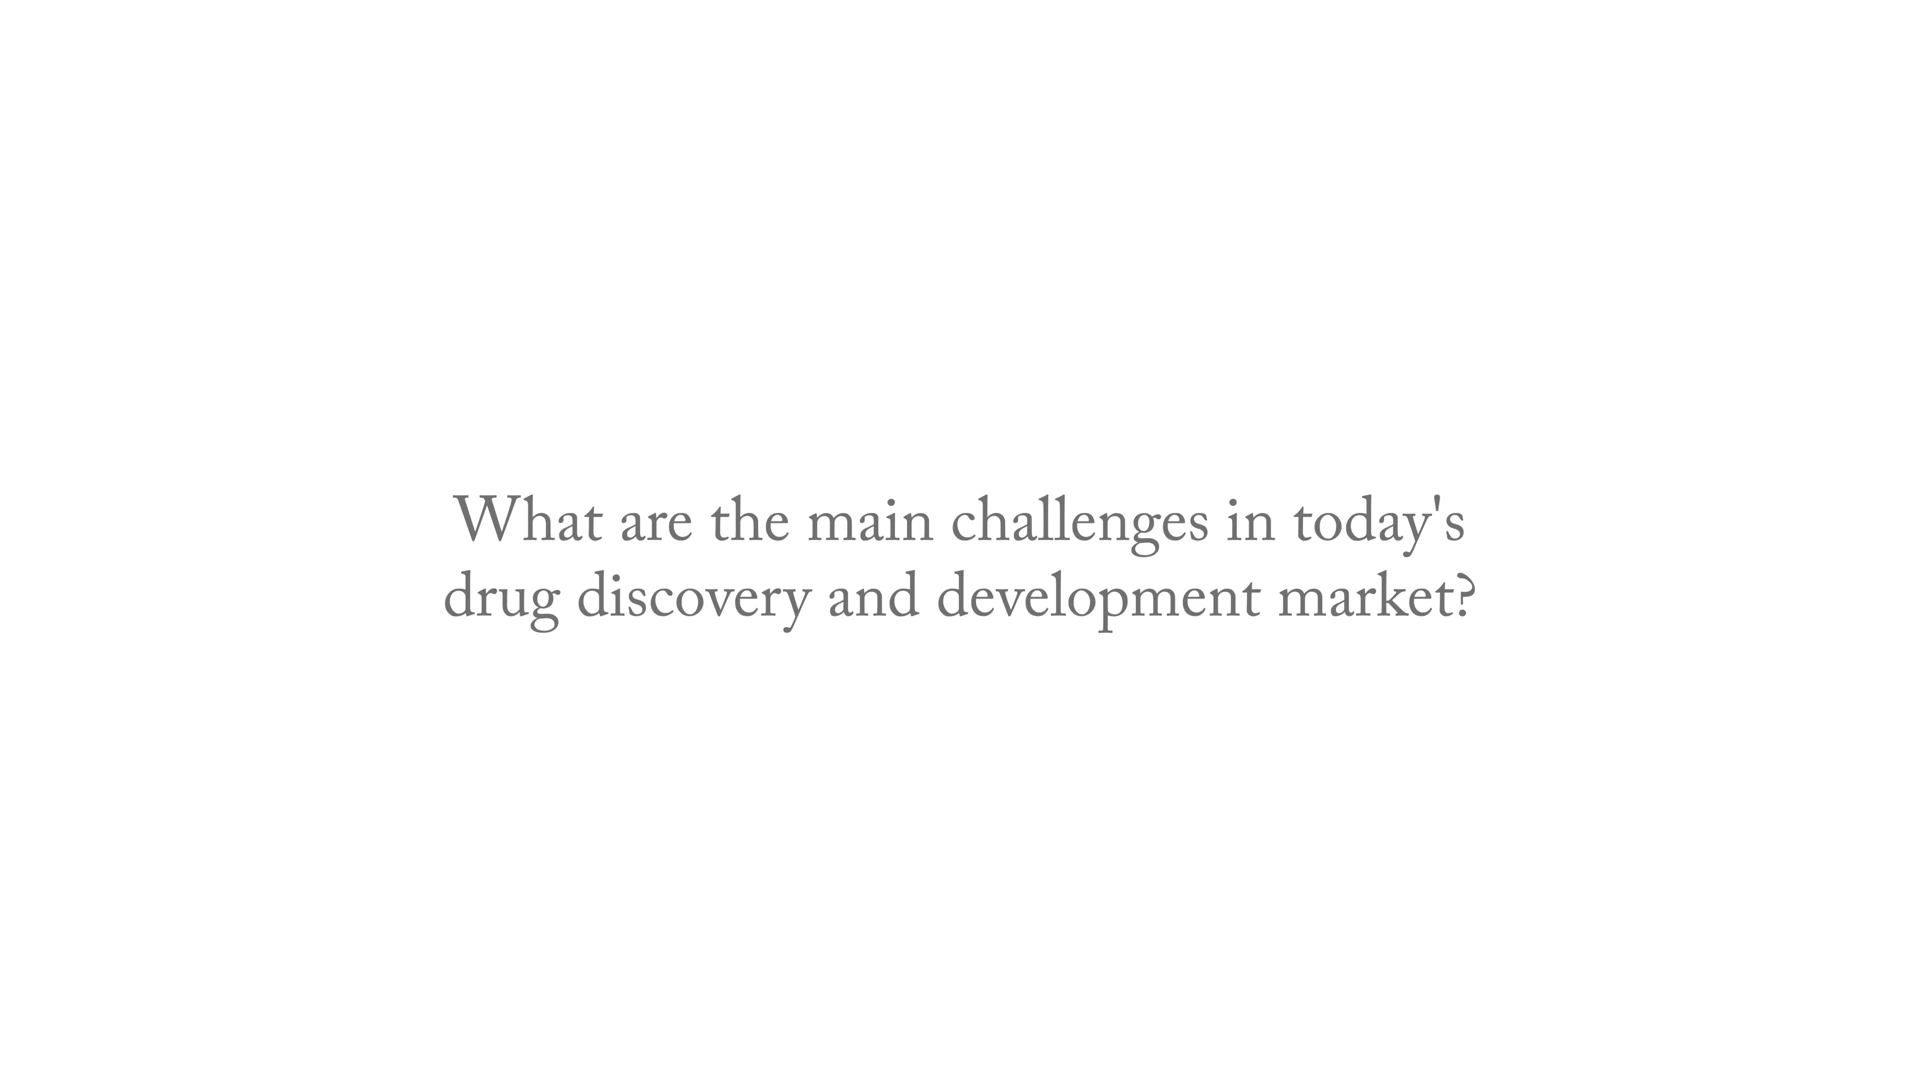 What are the main challenges in today's
drug discovery and development market?